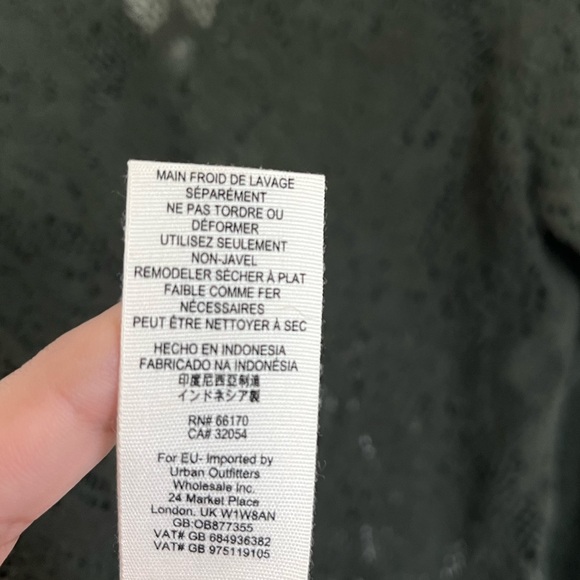 MAIN FROID DE LAVAGE
SÉPARÉMENT
NE PAS TORDRE OU
DÉFORMER
UTILISEZ SEULEMENT
NON-JAVEL
REMODELER SÉCHER À PLAT
FAIBLE COMME FER
NÉCESSAIRES
PEUT ÊTRE NETTOYER À SEC
HECHO EN INDONESIA
FABRICADO NA INDONÉSIA
印度尼西亞制造
インドネシア製
RN# 66170
CA# 32054
For EU- Imported by
Urban Outfitters
Wholesale Inc.
24 Market Place
London. UK W1W8AN
GB:OB877355
VAT# GB 684936382
VAT# GB 975119105